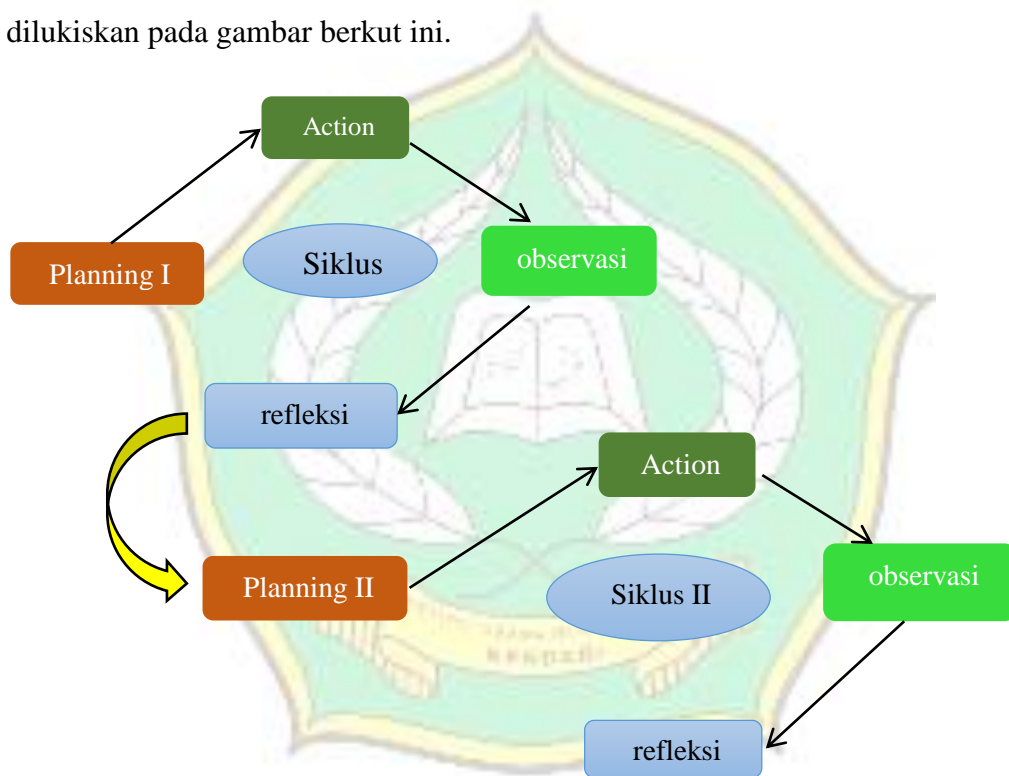 dilukiskan pada gambar berkut ini.
Action
Planning I
Siklus
observasi
refleksi
Action
Planning II
Siklus II
observasi
refleksi